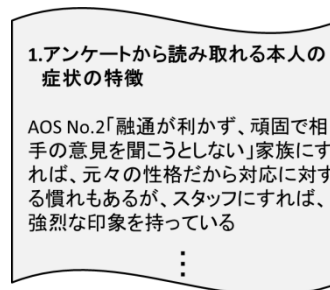 1.アンケートから読み取れる本人の
症状の特徴
AOS No.2「融通が利かず、頑固で相
手の意見を聞こうとしない」家族にす
れば、元々の性格だから対応に対す
る慣れもあるが、スタッフにすれば、
強烈な印象を持っている
⋮